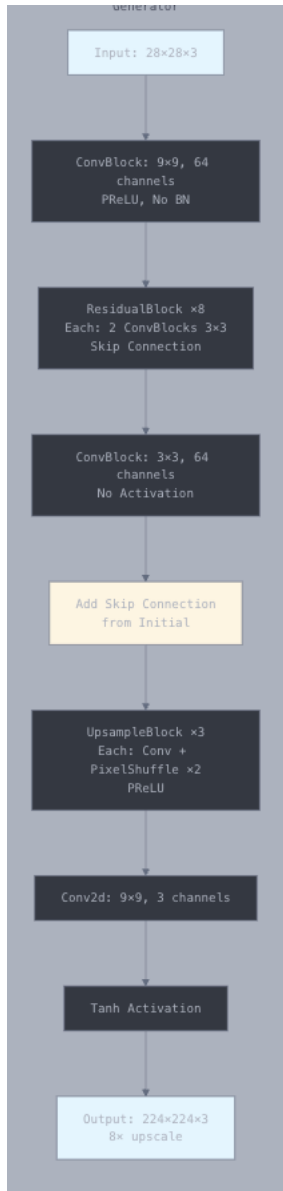 Generator
Input: 28×28×3
ConvBlock: 9×9, 64
channels
PReLU, No BN
ResidualBlock ×8
Each: 2 ConvBlocks 3×3
Skip Connection
ConvBlock: 3×3, 64
channels
No Activation
Add Skip Connection
from Initial
UpsampleBlock ×3
Each: Conv +
PixelShuffle ×2
PReLU
Conv2d: 9×9, 3 channels
Tanh Activation
Output: 224×224×3
8× upscale